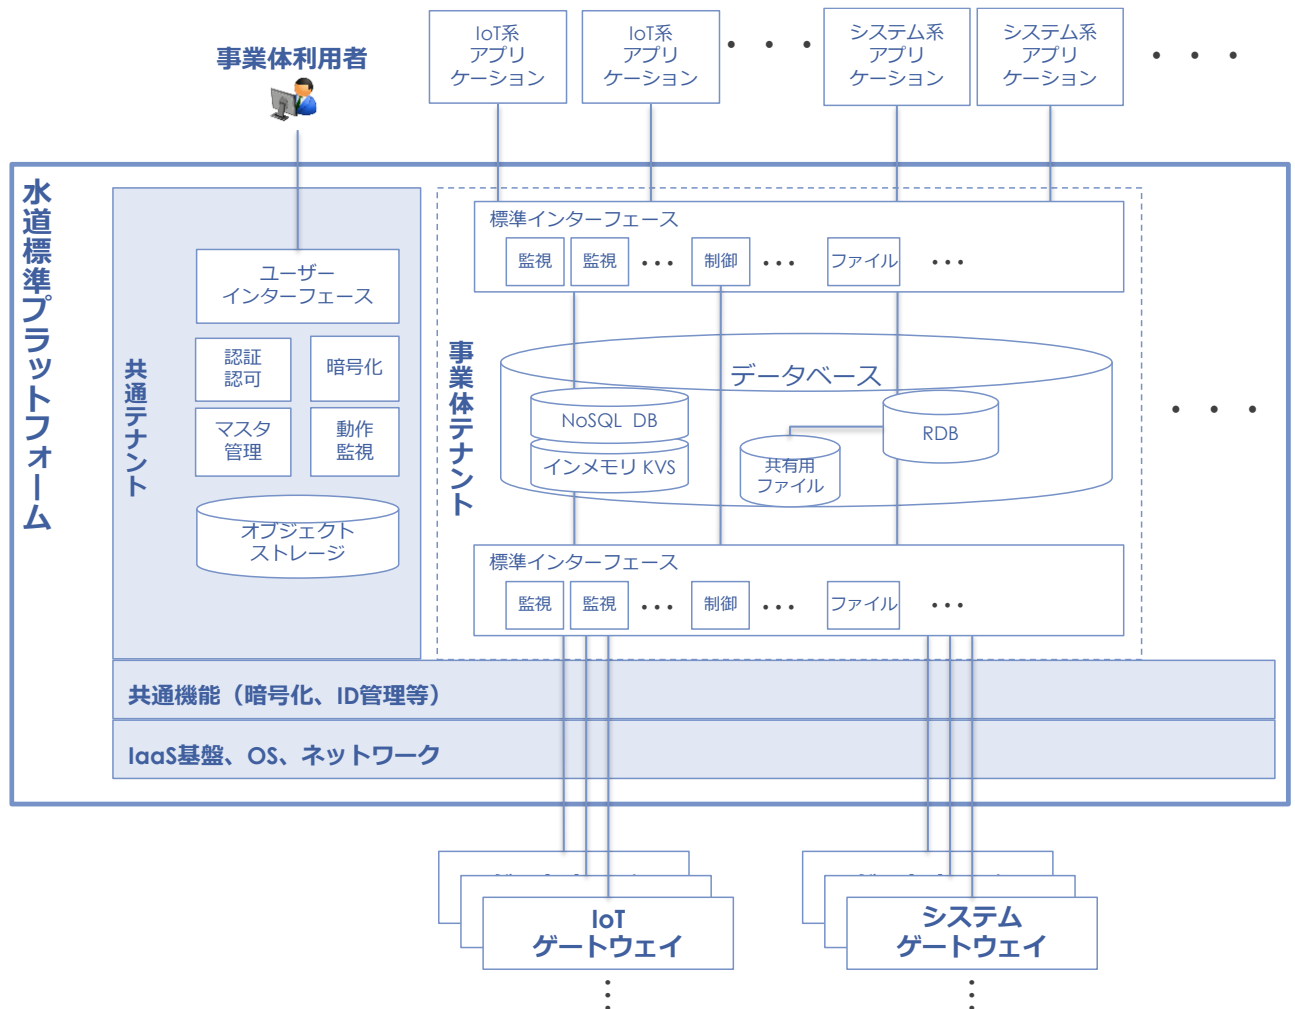 事業体利用者
IoT系
アプリ
ケーション
IoT系
アプリ
ケーション
・・・
システム系
アプリ
ケーション
システム系
アプリ
ケーション
・・・
水道標準プラットフォーム
共通テナント
ユーザー
インターフェース
認証
認可
暗号化
マスタ
管理
動作
監視
オブジェクト
ストレージ
事業体テナント
標準インターフェース
監視
監視
・・・
制御
・・・
ファイル
・・・
データベース
NoSQL DB
インメモリ KVS
共有用
ファイル
RDB
・・・
標準インターフェース
監視
監視
・・・
制御
・・・
ファイル
・・・
共通機能（暗号化、ID管理等）
IaaS基盤、OS、ネットワーク
IoT
ゲートウェイ
システム
ゲートウェイ